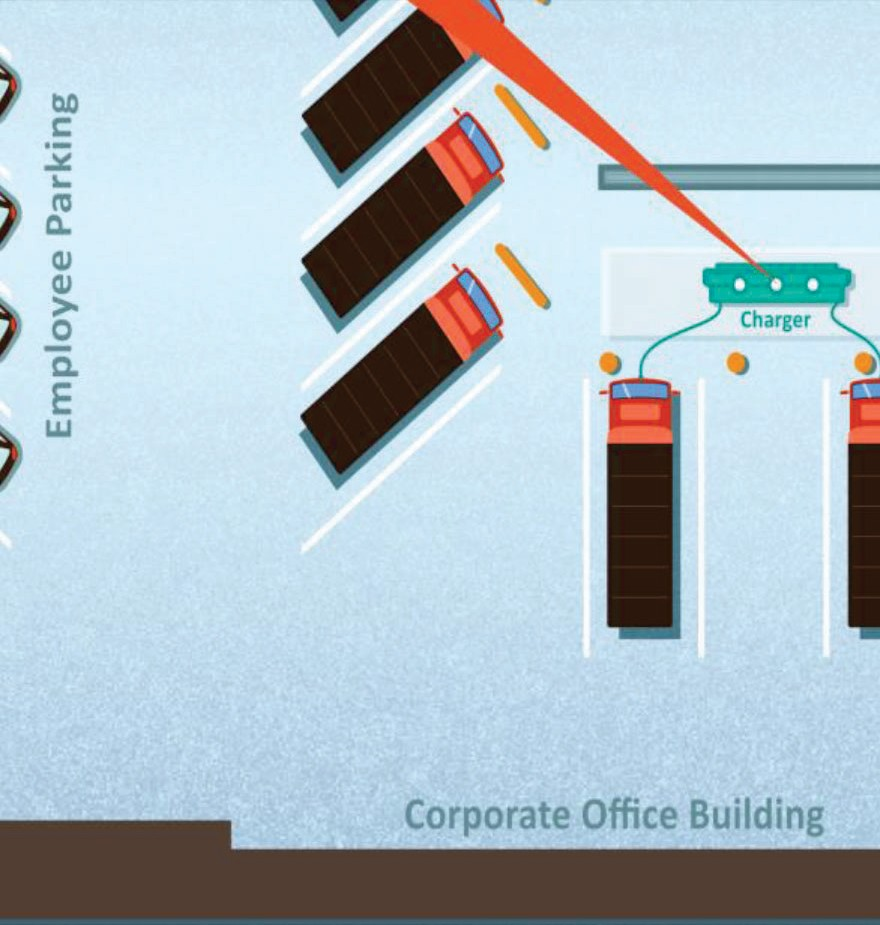 Employee Parking
Charger
Corporate Office Building